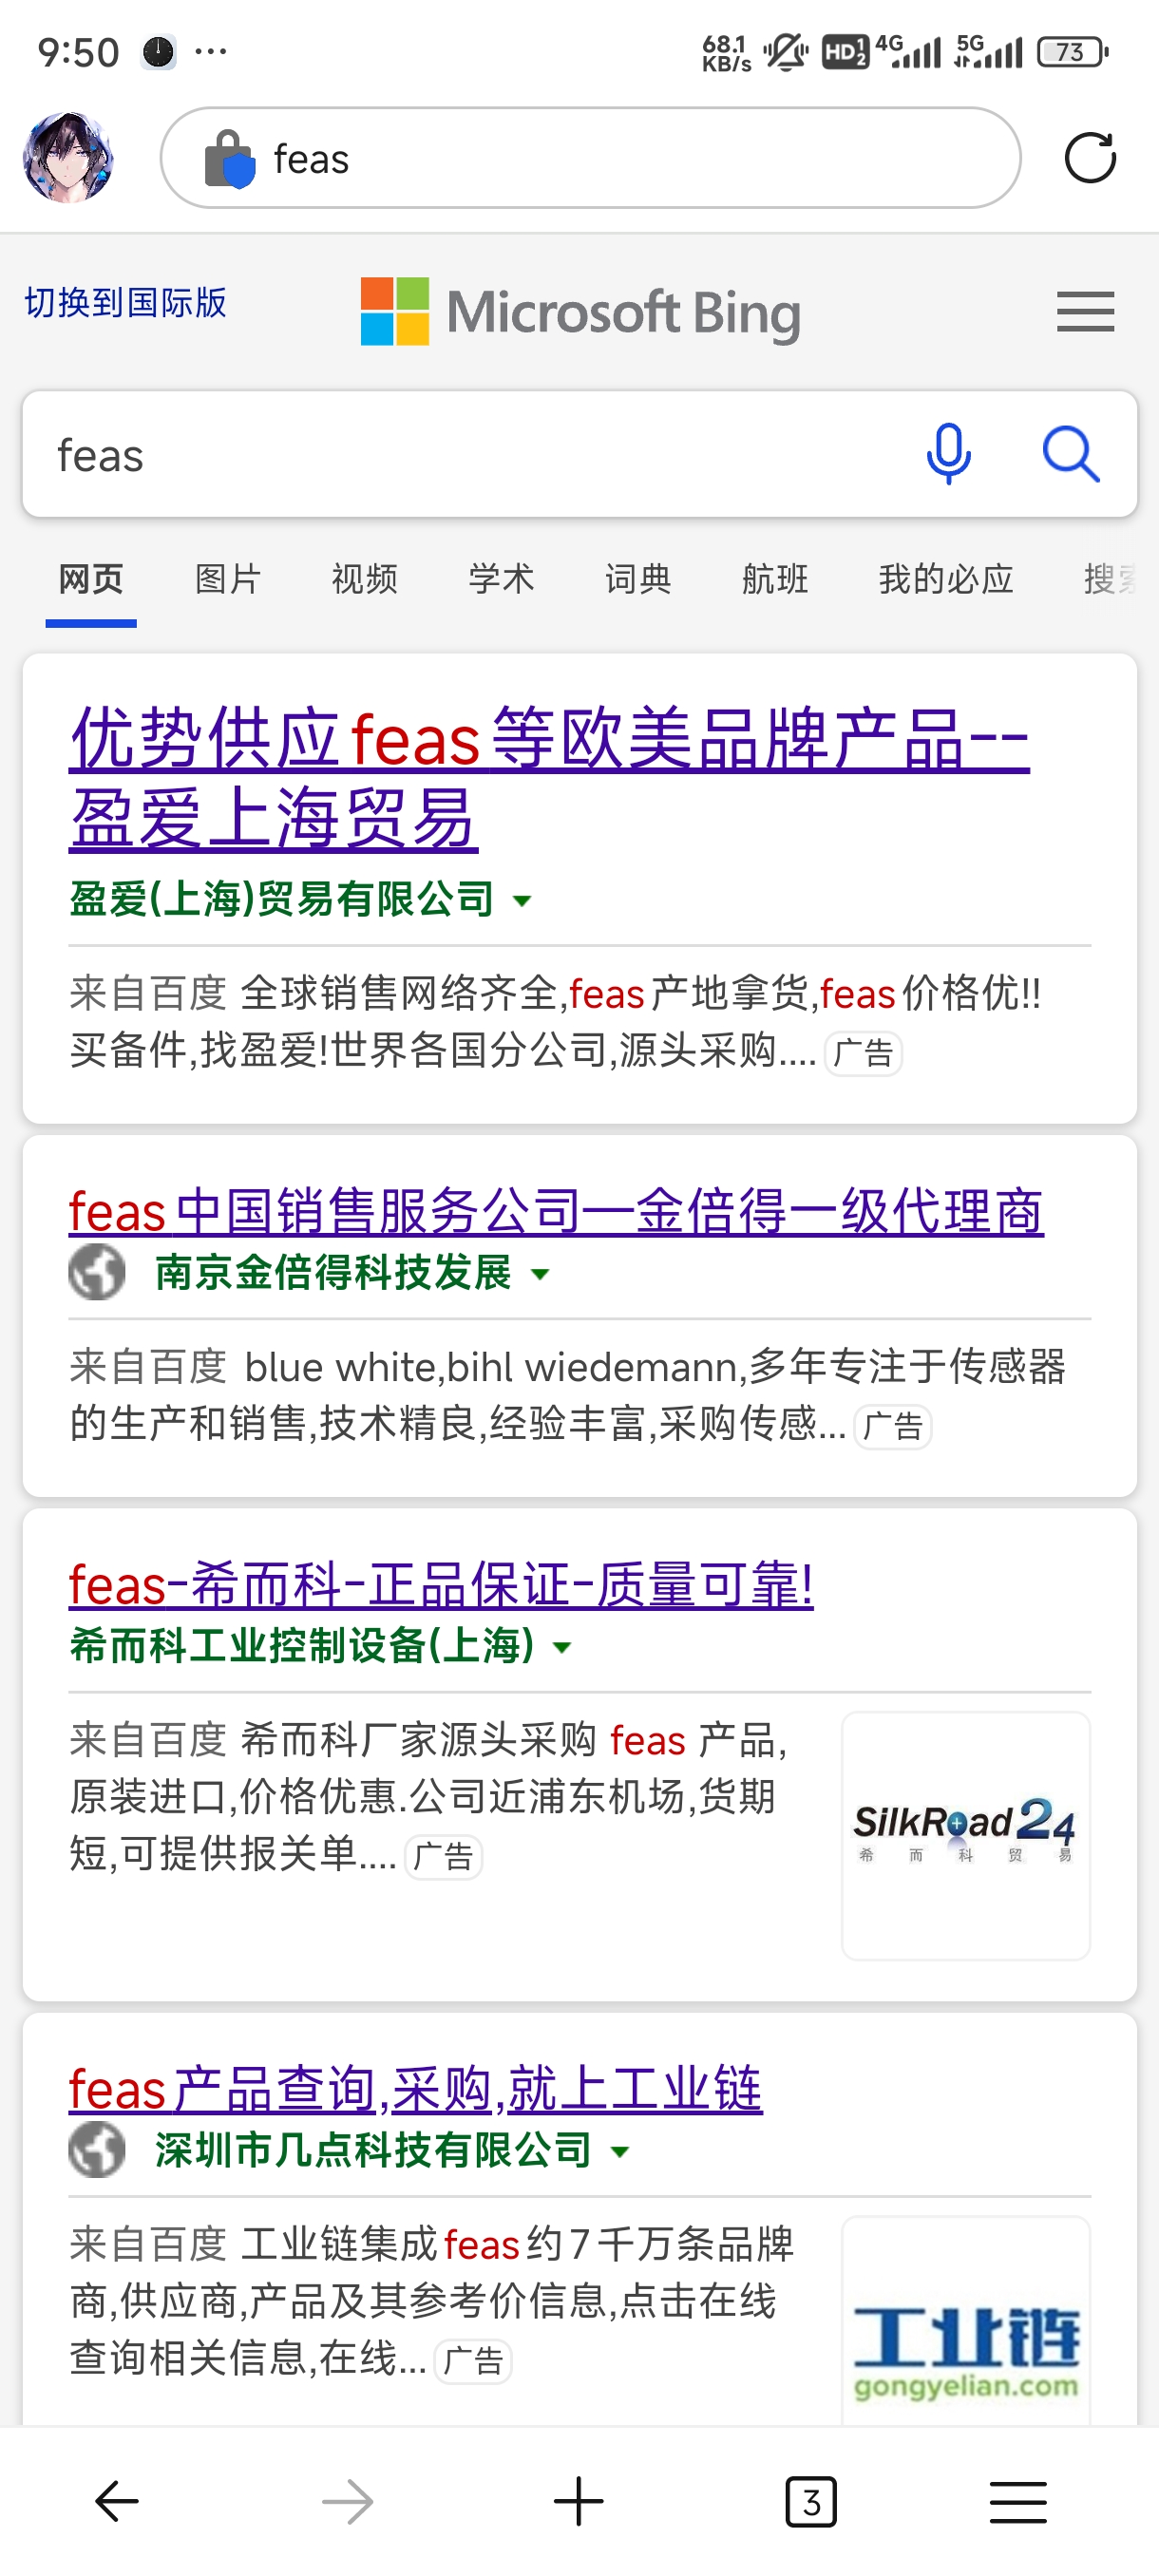 9:50 ... 68.1 KB/s HD 1 2 4G 5G 73
feas
切换到国际版 Microsoft Bing
feas
网页 图片 视频 学术 词典 航班 我的必应 搜索
优势供应feas等欧美品牌产品--
盈爱上海贸易
盈爱(上海)贸易有限公司
来自百度 全球销售网络齐全,feas产地拿货,feas价格优!!
买备件,找盈爱!世界各国分公司,源头采购.... 广告
feas中国销售服务公司—金倍得一级代理商
南京金倍得科技发展
来自百度 blue white,bihl wiedemann,多年专注于传感器
的生产和销售,技术精良,经验丰富,采购传感... 广告
feas-希而科-正品保证-质量可靠!
希而科工业控制设备(上海)
来自百度 希而科厂家源头采购 feas 产品,
原装进口,价格优惠.公司近浦东机场,货期
短,可提供报关单.... 广告
SilkRoad24
希而科贸易
feas产品查询,采购,就上工业链
深圳市几点科技有限公司
来自百度 工业链集成feas约7千万条品牌
商,供应商,产品及其参考价信息,点击在线
查询相关信息,在线... 广告
工业链
gongyelian.com
3